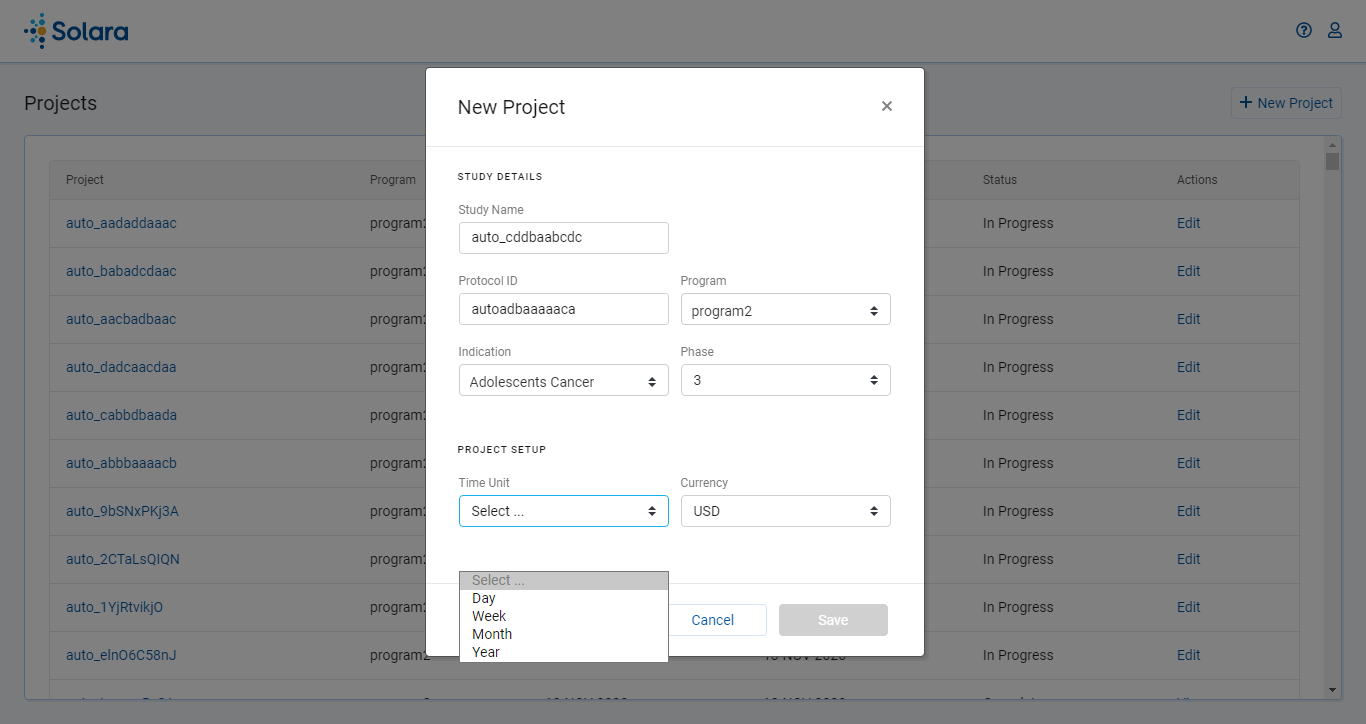 Solara
Projects
New Project
Project Program Status Actions
auto_aadaddaaac program2 In Progress Edit
auto_babadcdaac program2 In Progress Edit
auto_aacbadbaac program2 In Progress Edit
auto_dadcaacdaa program2 In Progress Edit
auto_cabbdbaada program2 In Progress Edit
auto_abbbaaaacb program2 In Progress Edit
auto_9bSNxPKj3A program2 In Progress Edit
auto_2CTaLsQIQN program2 In Progress Edit
auto_1YjRtvikjO program2 In Progress Edit
auto_elnO6C58nJ program2 In Progress Edit
New Project
STUDY DETAILS
Study Name
auto_cddbaabcdc
Protocol ID Program
autoadbaaaaaca program2
Indication Phase
Adolescents Cancer 3
PROJECT SETUP
Time Unit Currency
Select ... USD
Select ...
Day
Week
Month
Year
Cancel Save